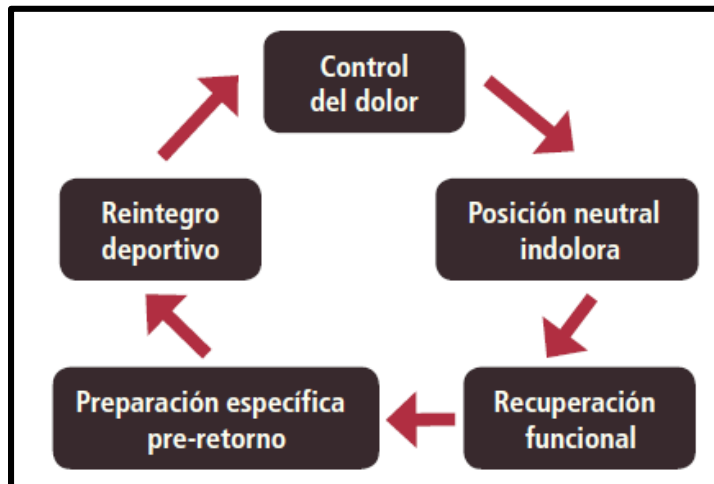 Control
del dolor
Posición neutral
indolora
Recuperación
funcional
Preparación específica
pre-retorno
Reintegro
deportivo